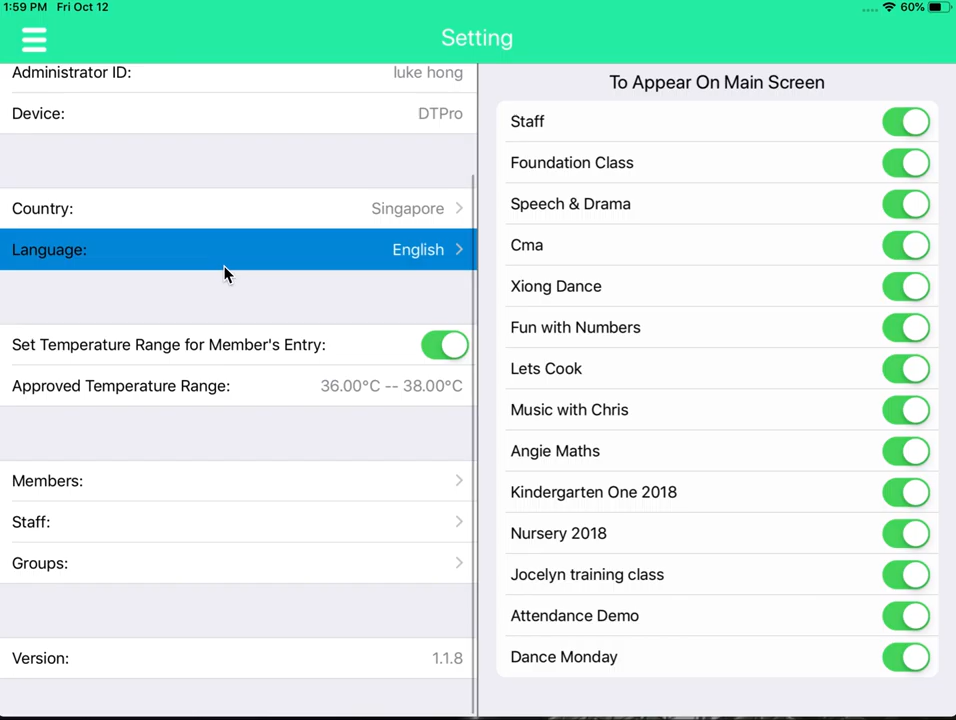 1:59 PM Fri Oct 12
60%
Setting
Administrator ID: luke hong
Device: DTPro
Country: Singapore
Language: English
Set Temperature Range for Member's Entry:
Approved Temperature Range: 36.00°C -- 38.00°C
Members:
Staff:
Groups:
Version: 1.1.8
To Appear On Main Screen
Staff
Foundation Class
Speech & Drama
Cma
Xiong Dance
Fun with Numbers
Lets Cook
Music with Chris
Angie Maths
Kindergarten One 2018
Nursery 2018
Jocelyn training class
Attendance Demo
Dance Monday